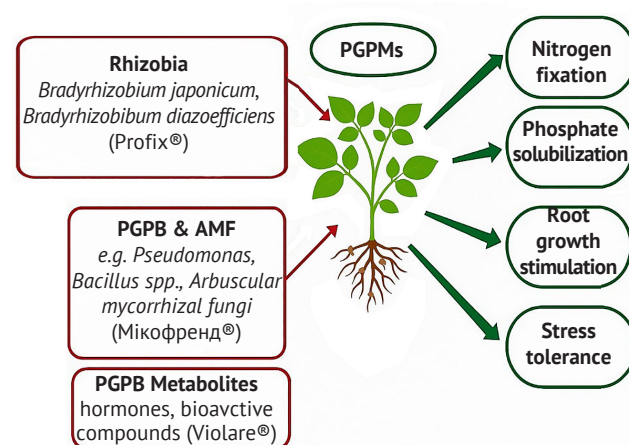 Rhizobia
Bradyrhizobium japonicum,
Bradyrhizobibum diazoefficiens
(Profix®)
PGPB & AMF
e.g. Pseudomonas,
Bacillus spp., Arbuscular
mycorrhizal fungi
(Мікофренд®)
PGPB Metabolites
hormones, bioavctive
compounds (Violare®)
PGPMs
Nitrogen
fixation
Phosphate
solubilization
Root
growth
stimulation
Stress
tolerance